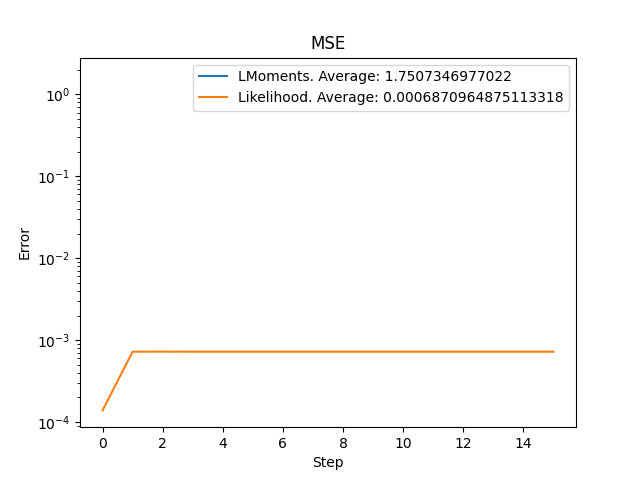 MSE
LMoments. Average: 1.7507346977022
Likelihood. Average: 0.0006870964875113318
10⁰
10⁻¹
10⁻²
10⁻³
10⁻⁴
Error
0 2 4 6 8 10 12 14
Step